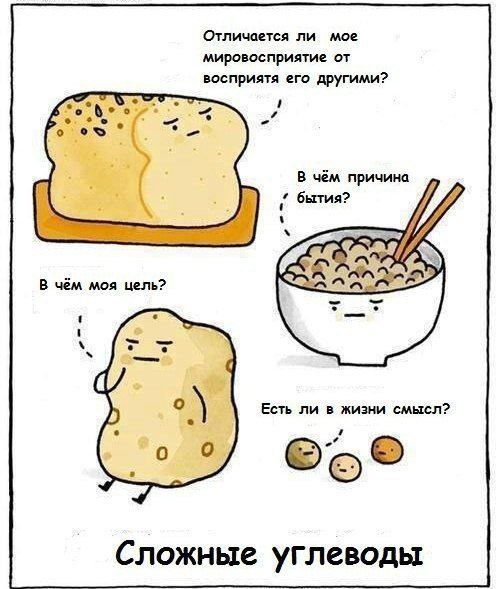 Отличается ли мое
мировосприятие от
восприятя его другими?
В чём причина
бытия?
В чём моя цель?
Есть ли в жизни смысл?
Сложные углеводы